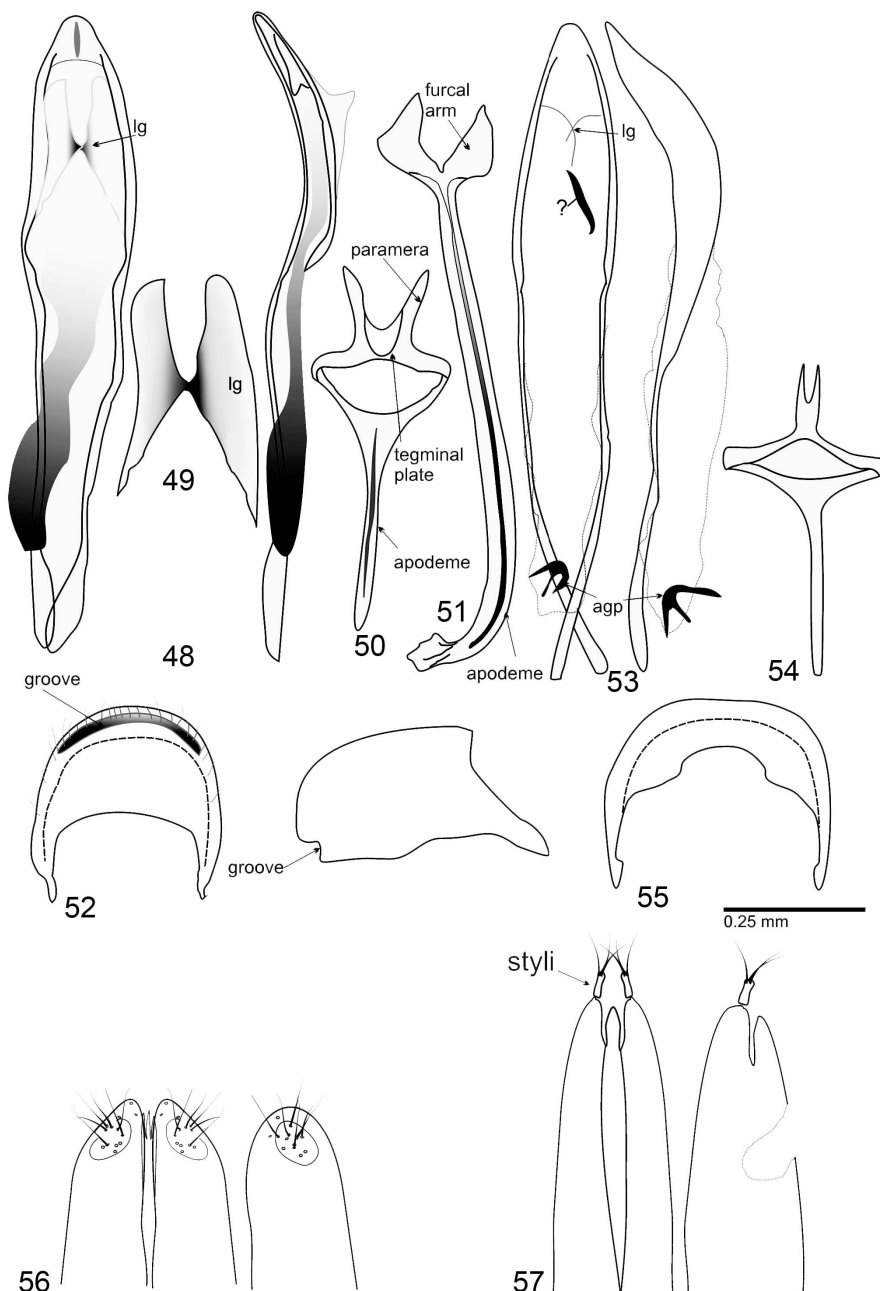 lg
furcal
arm
lg
?
paramera
lg
49
tegminal
plate
apodeme
51
agp
50
48
apodeme
53
54
groove
groove
52
55
0.25 mm
styli
56
57